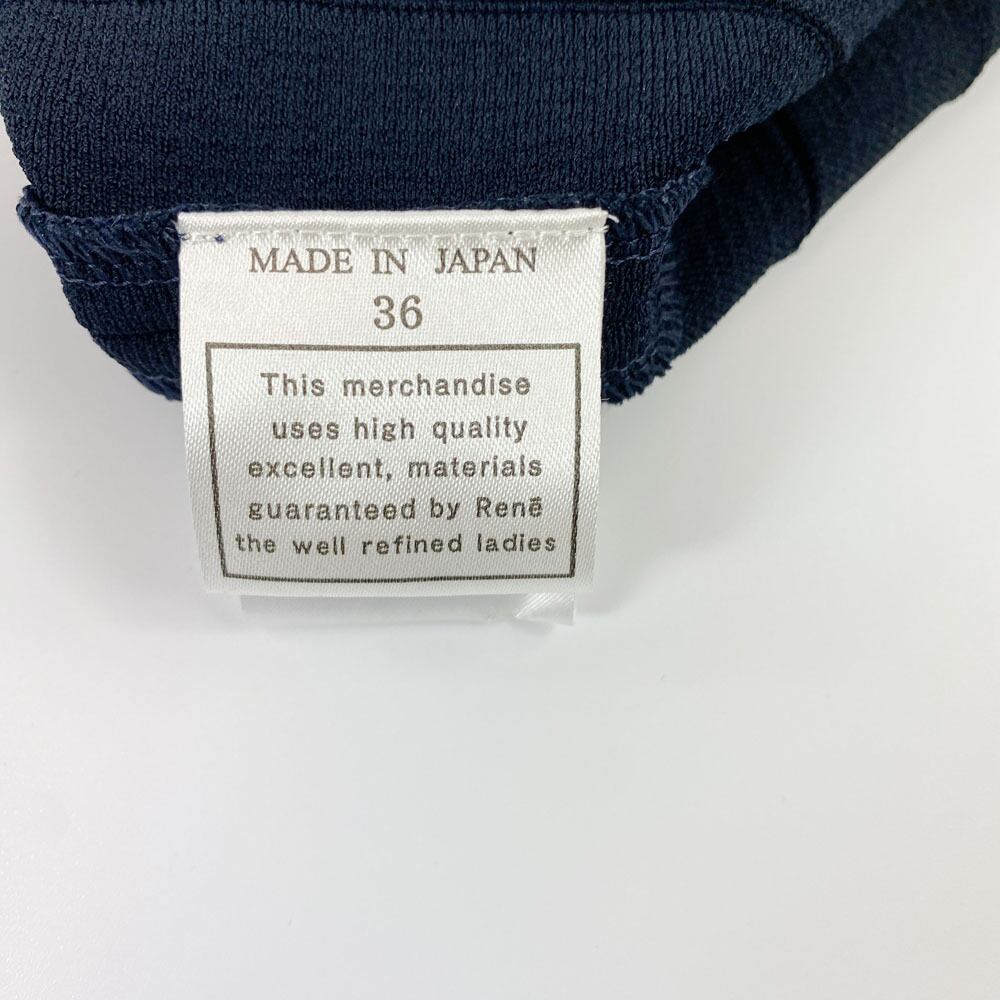 MADE IN JAPAN
36
This merchandise
uses high quality
excellent, materials
guaranteed by Renē
the well refined ladies